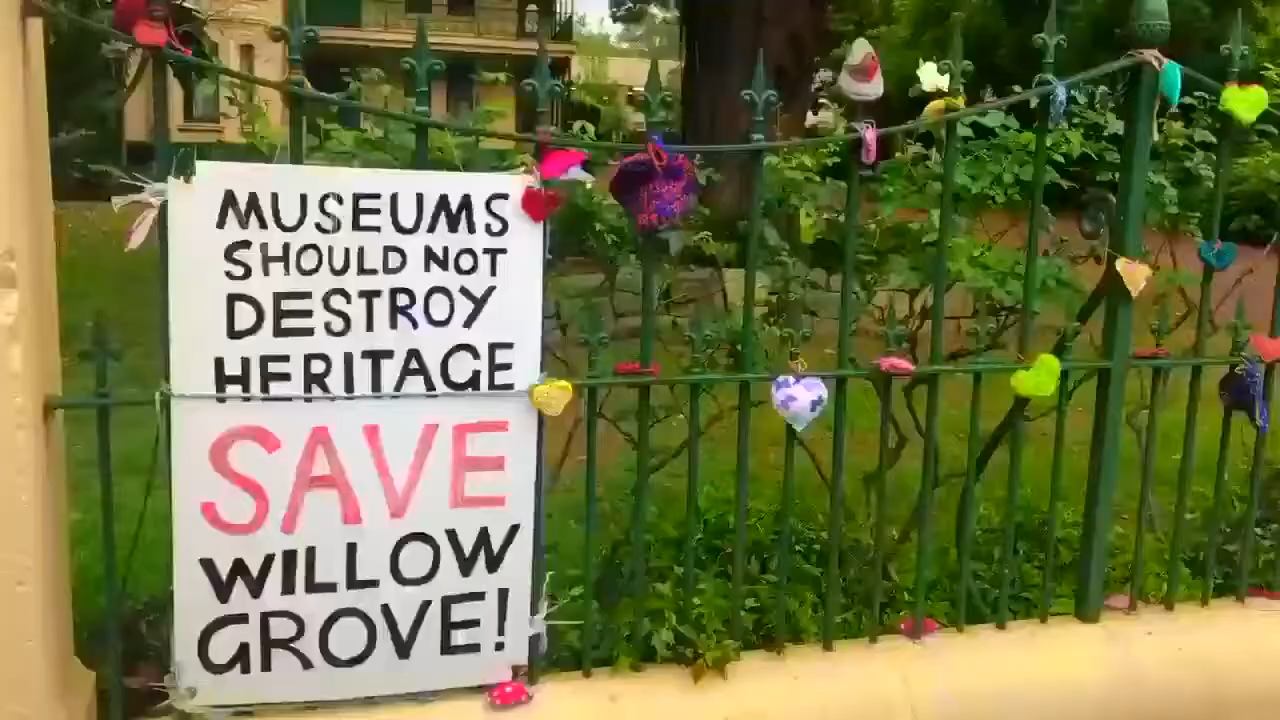 MUSEUMS
SHOULD NOT
DESTROY
HERITAGE
SAVE
WILLOW
GROVE!